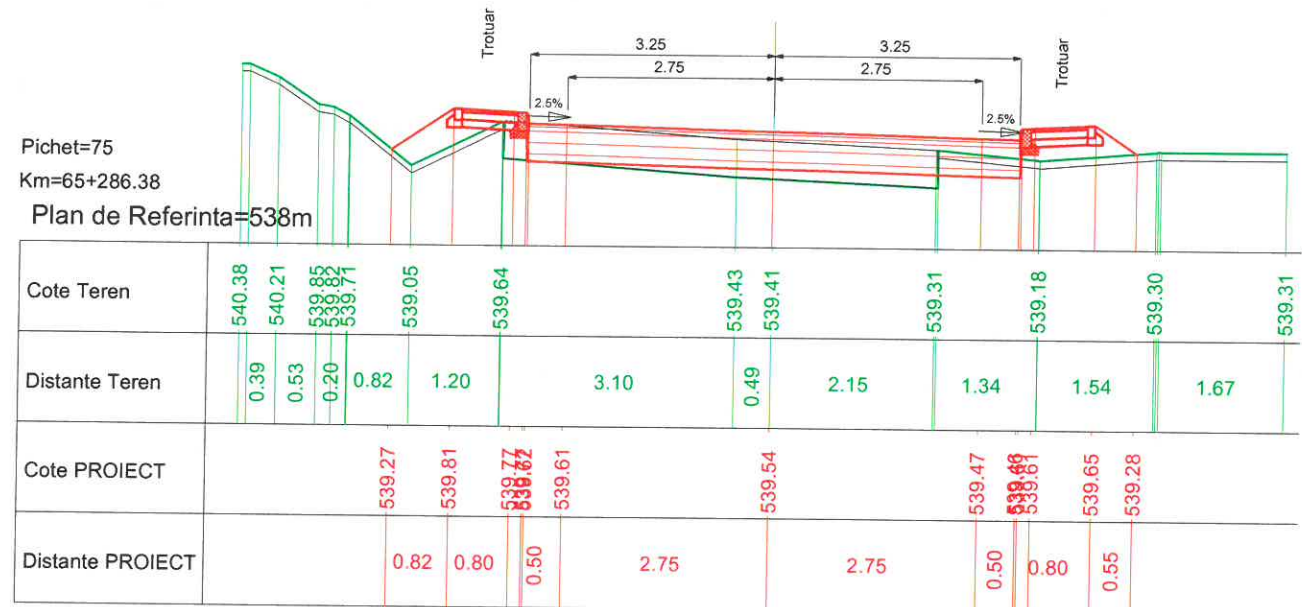 Trotuar
3.25 3.25
Trotuar
2.75 2.75
2.5% 2.5%
Pichet=75
Km=65+286.38
Plan de Referinta=538m
Cote Teren 540.38 540.21 539.85 539.82 539.71 539.05 539.64 539.43 539.41 539.31 539.18 539.30 539.31
Distante Teren 0.39 0.53 0.20 0.82 1.20 3.10 0.49 2.15 1.34 1.54 1.67
Cote PROIECT 539.27 539.81 539.77 539.62 539.61 539.54 539.47 539.61 539.65 539.28
Distante PROIECT 0.82 0.80 0.50 2.75 2.75 0.50 0.80 0.55